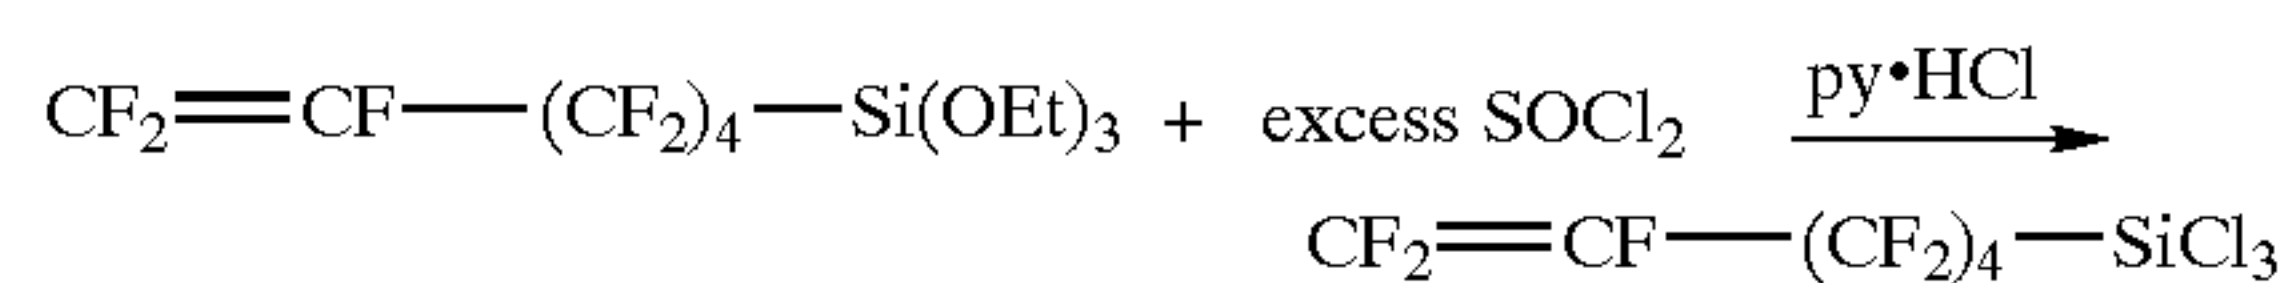 CF₂=CF—(CF₂)₄—Si(OEt)₃ + excess SOCl₂ py•HCl
CF₂=CF—(CF₂)₄—SiCl₃